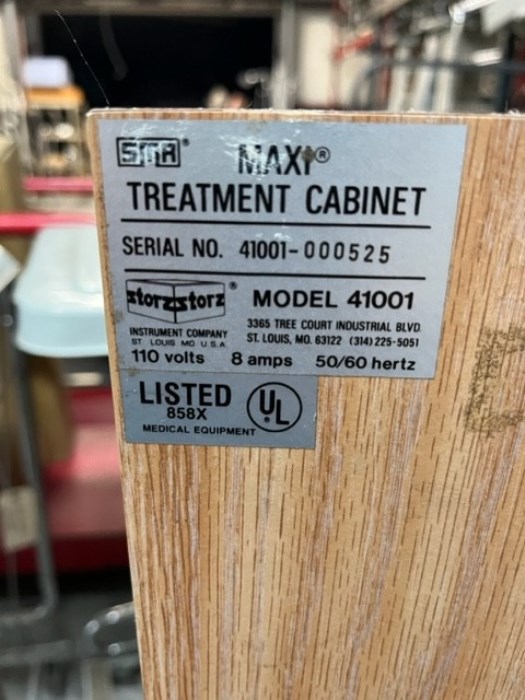 SMR® MAXI®
TREATMENT CABINET
SERIAL NO. 41001-000525
storz storz® MODEL 41001
INSTRUMENT COMPANY
ST. LOUIS MO U.S.A.
3365 TREE COURT INDUSTRIAL BLVD.
ST. LOUIS, MO. 63122 (314) 225-5051
110 volts 8 amps 50/60 hertz
LISTED UL
858X
MEDICAL EQUIPMENT